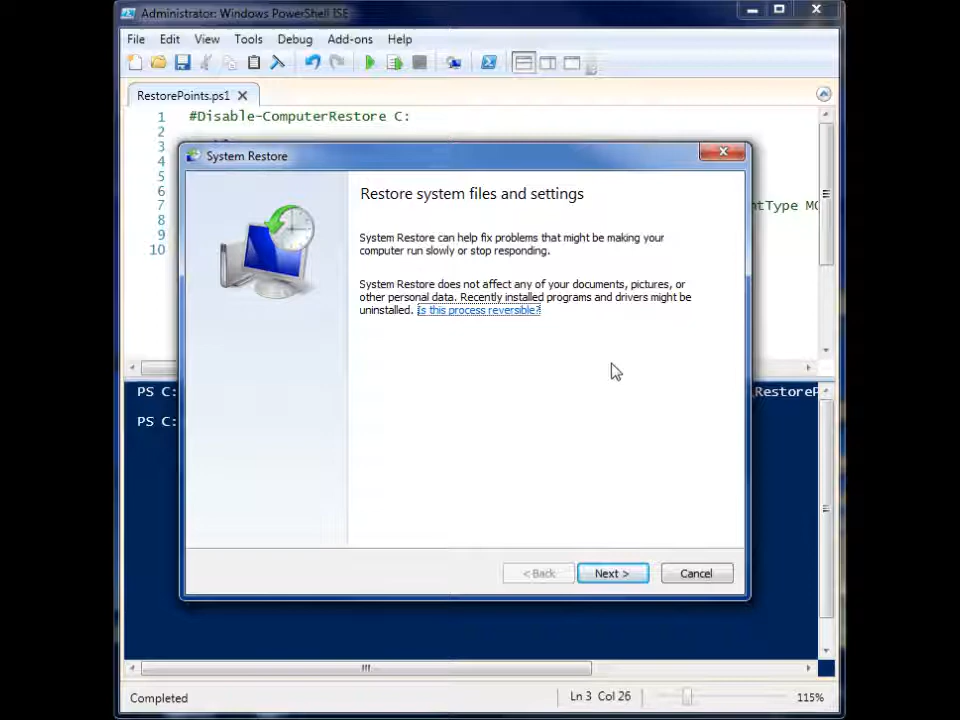 Administrator: Windows PowerShell ISE
File Edit View Tools Debug Add-ons Help
RestorePoints.ps1
1 #Disable-ComputerRestore C:
2
3
4
5
6
7 ntType MO
8
9
10
System Restore
Restore system files and settings
System Restore can help fix problems that might be making your
computer run slowly or stop responding.
System Restore does not affect any of your documents, pictures, or
other personal data. Recently installed programs and drivers might be
uninstalled. Is this process reversible?
PS C: \RestoreP
PS C:
< Back Next > Cancel
Completed Ln 3 Col 26 115%